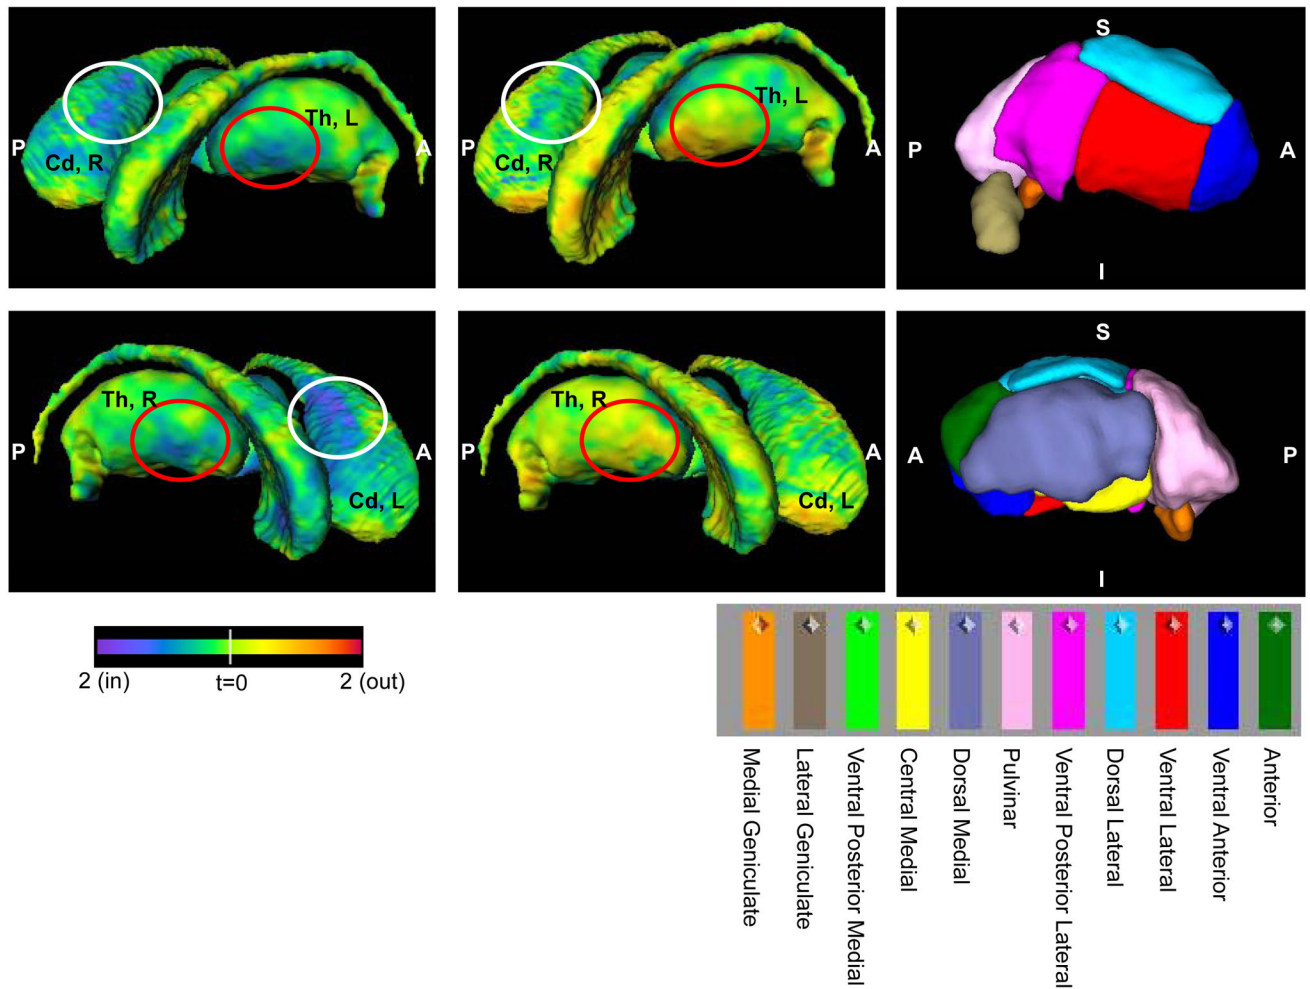 Th, L
P
Cd, R
A
Th, L
P
Cd, R
A
S
P
A
I
Th, R
P
A
Cd, L
Th, R
P
A
Cd, L
S
A
P
I
2 (in)
t=0
2 (out)
Medial Geniculate
Lateral Geniculate
Ventral Posterior Medial
Central Medial
Dorsal Medial
Pulvinar
Ventral Posterior Lateral
Dorsal Lateral
Ventral Lateral
Ventral Anterior
Anterior